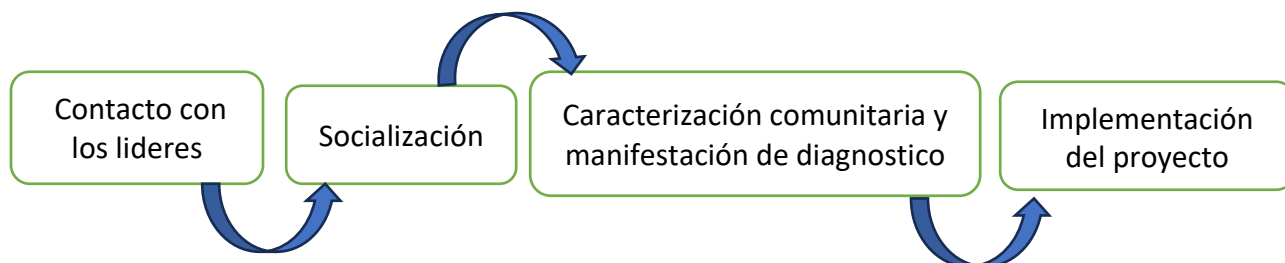 Contacto con
los lideres
Socialización
Caracterización comunitaria y
manifestación de diagnostico
Implementación
del proyecto